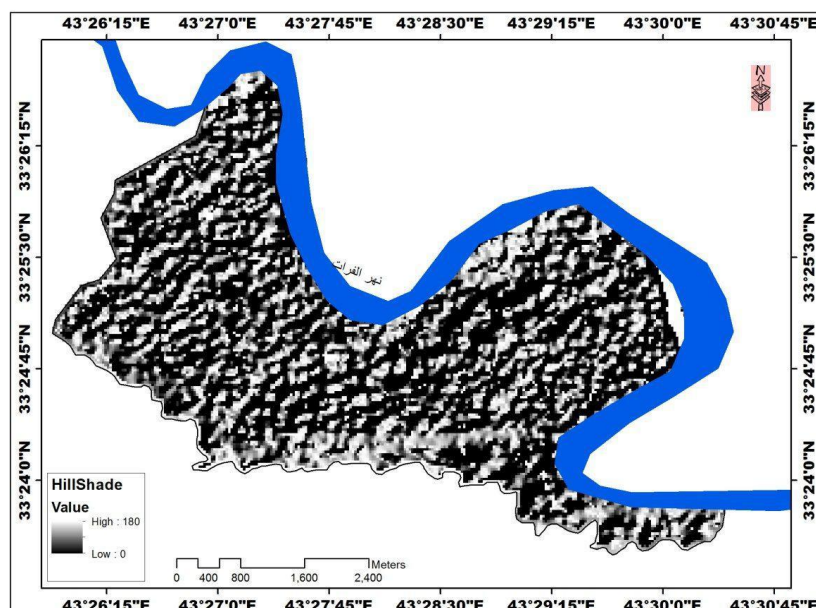 43°26'15"E 43°27'0"E 43°27'45"E 43°28'30"E 43°29'15"E 43°30'0"E 43°30'45"E
N
33°26'15"N 33°26'15"N
33°25'30"N 33°25'30"N
نهر الفرات
33°24'45"N 33°24'45"N
33°24'0"N 33°24'0"N
HillShade
Value
High : 180
Low : 0
Meters
0 400 800 1,600 2,400
43°26'15"E 43°27'0"E 43°27'45"E 43°28'30"E 43°29'15"E 43°30'0"E 43°30'45"E